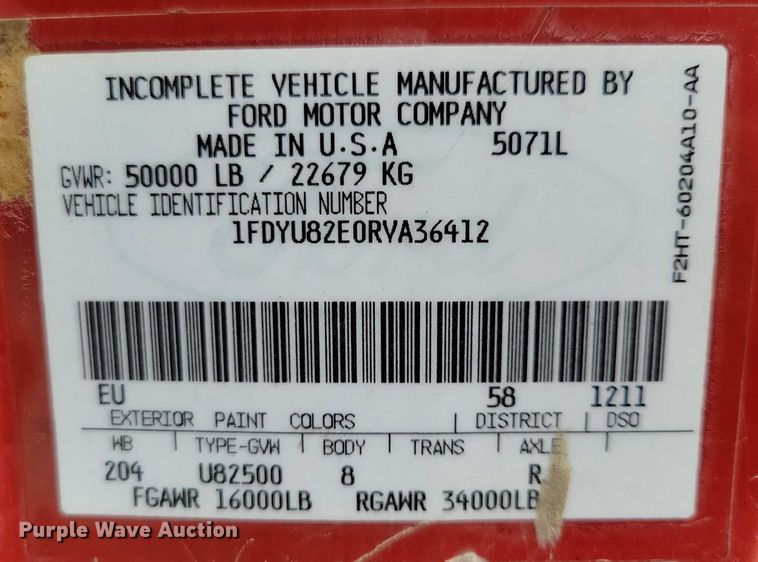 INCOMPLETE VEHICLE MANUFACTURED BY
FORD MOTOR COMPANY
MADE IN U.S.A 5071L
GVWR: 50000 LB / 22679 KG
VEHICLE IDENTIFICATION NUMBER
1FDYU82E0RVA36412
F2HT-60204A10-AA
EU 58 1211
EXTERIOR PAINT COLORS | DISTRICT | DSO
WB | TYPE-GVW | BODY | TRANS | AXLE |
204 U82500 8 R
FGAWR 16000LB RGAWR 34000LB
Purple Wave Auction